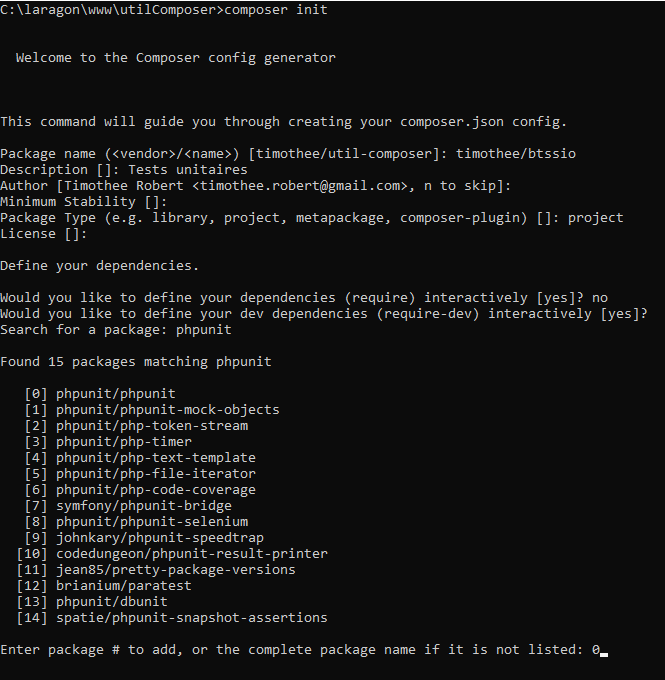 C:\laragon\www\utilComposer>composer init
Welcome to the Composer config generator
This command will guide you through creating your composer.json config.
Package name (<vendor>/<name>) [timothee/util-composer]: timothee/btssio
Description []: Tests unitaires
Author [Timothee Robert <timothee.robert@gmail.com>, n to skip]:
Minimum Stability []:
Package Type (e.g. library, project, metapackage, composer-plugin) []: project
License []:
Define your dependencies.
Would you like to define your dependencies (require) interactively [yes]? no
Would you like to define your dev dependencies (require-dev) interactively [yes]?
Search for a package: phpunit
Found 15 packages matching phpunit
[0] phpunit/phpunit
[1] phpunit/phpunit-mock-objects
[2] phpunit/php-token-stream
[3] phpunit/php-timer
[4] phpunit/php-text-template
[5] phpunit/php-file-iterator
[6] phpunit/php-code-coverage
[7] symfony/phpunit-bridge
[8] phpunit/phpunit-selenium
[9] johnkary/phpunit-speedtrap
[10] codedungeon/phpunit-result-printer
[11] jean85/pretty-package-versions
[12] brianium/paratest
[13] phpunit/dbunit
[14] spatie/phpunit-snapshot-assertions
Enter package # to add, or the complete package name if it is not listed: 0